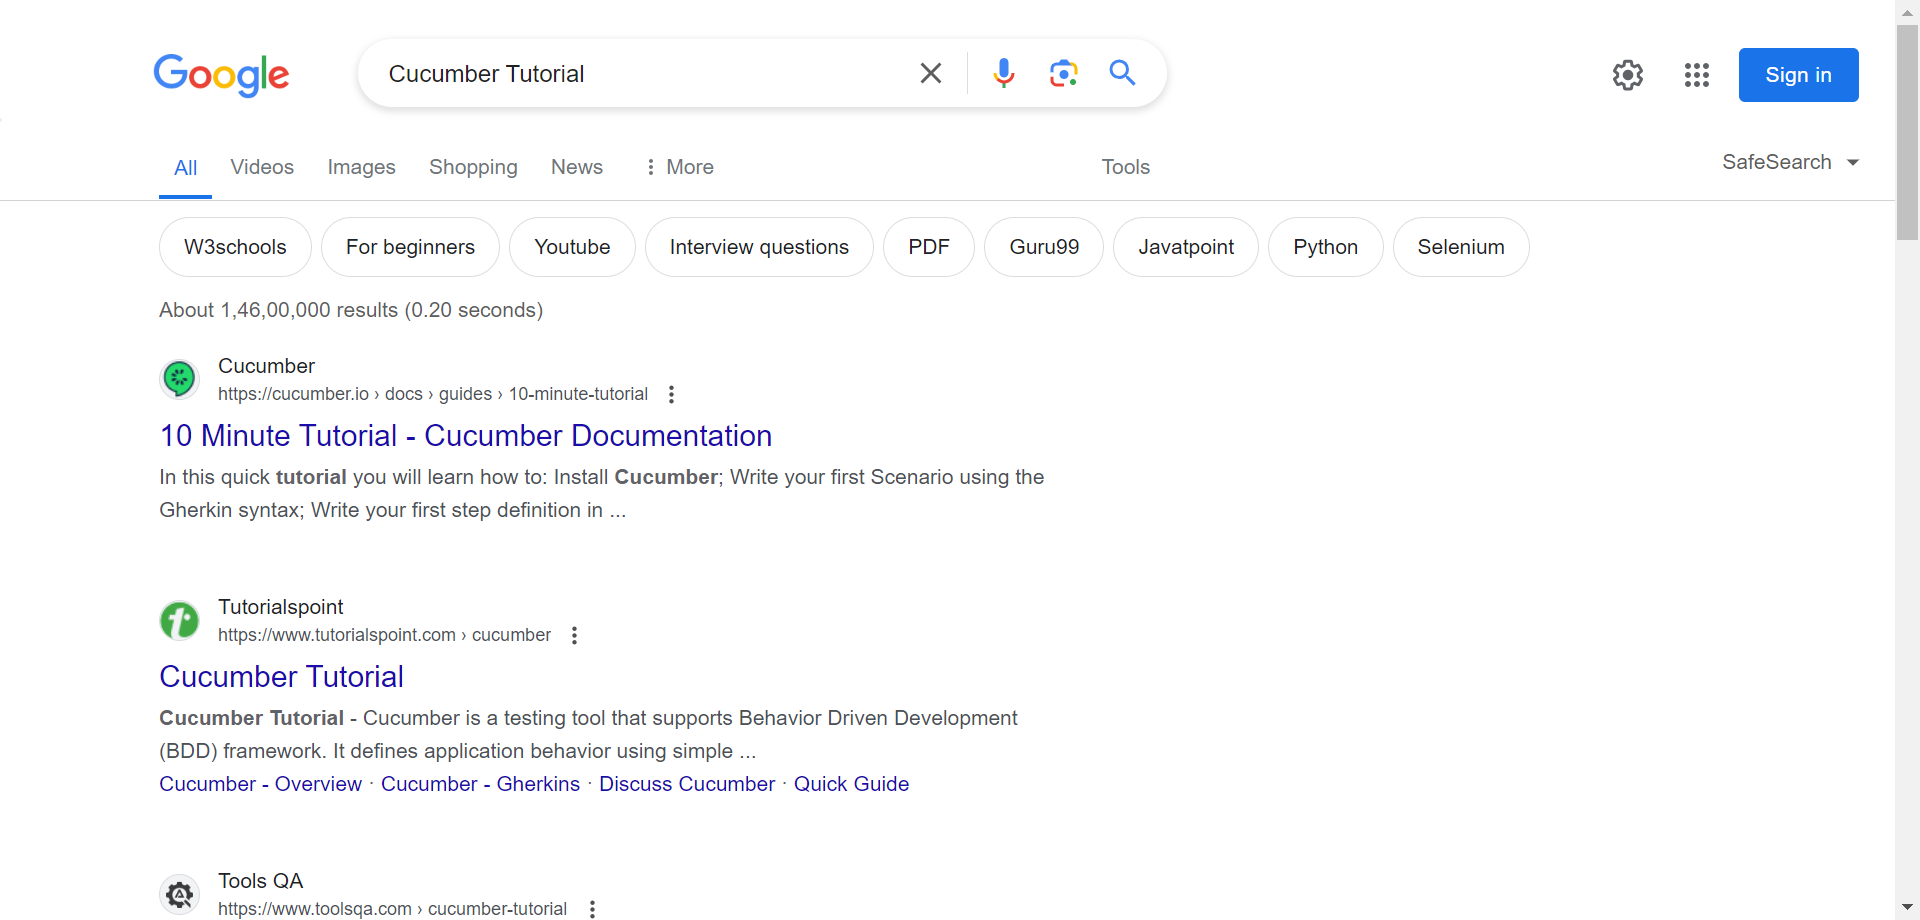 Google
Cucumber Tutorial
Sign in
All Videos Images Shopping News More Tools SafeSearch
W3schools For beginners Youtube Interview questions PDF Guru99 Javatpoint Python Selenium
About 1,46,00,000 results (0.20 seconds)
Cucumber
https://cucumber.io › docs › guides › 10-minute-tutorial
10 Minute Tutorial - Cucumber Documentation
In this quick tutorial you will learn how to: Install Cucumber; Write your first Scenario using the
Gherkin syntax; Write your first step definition in ...
Tutorialspoint
https://www.tutorialspoint.com › cucumber
Cucumber Tutorial
Cucumber Tutorial - Cucumber is a testing tool that supports Behavior Driven Development
(BDD) framework. It defines application behavior using simple ...
Cucumber - Overview · Cucumber - Gherkins · Discuss Cucumber · Quick Guide
Tools QA
https://www.toolsqa.com › cucumber-tutorial